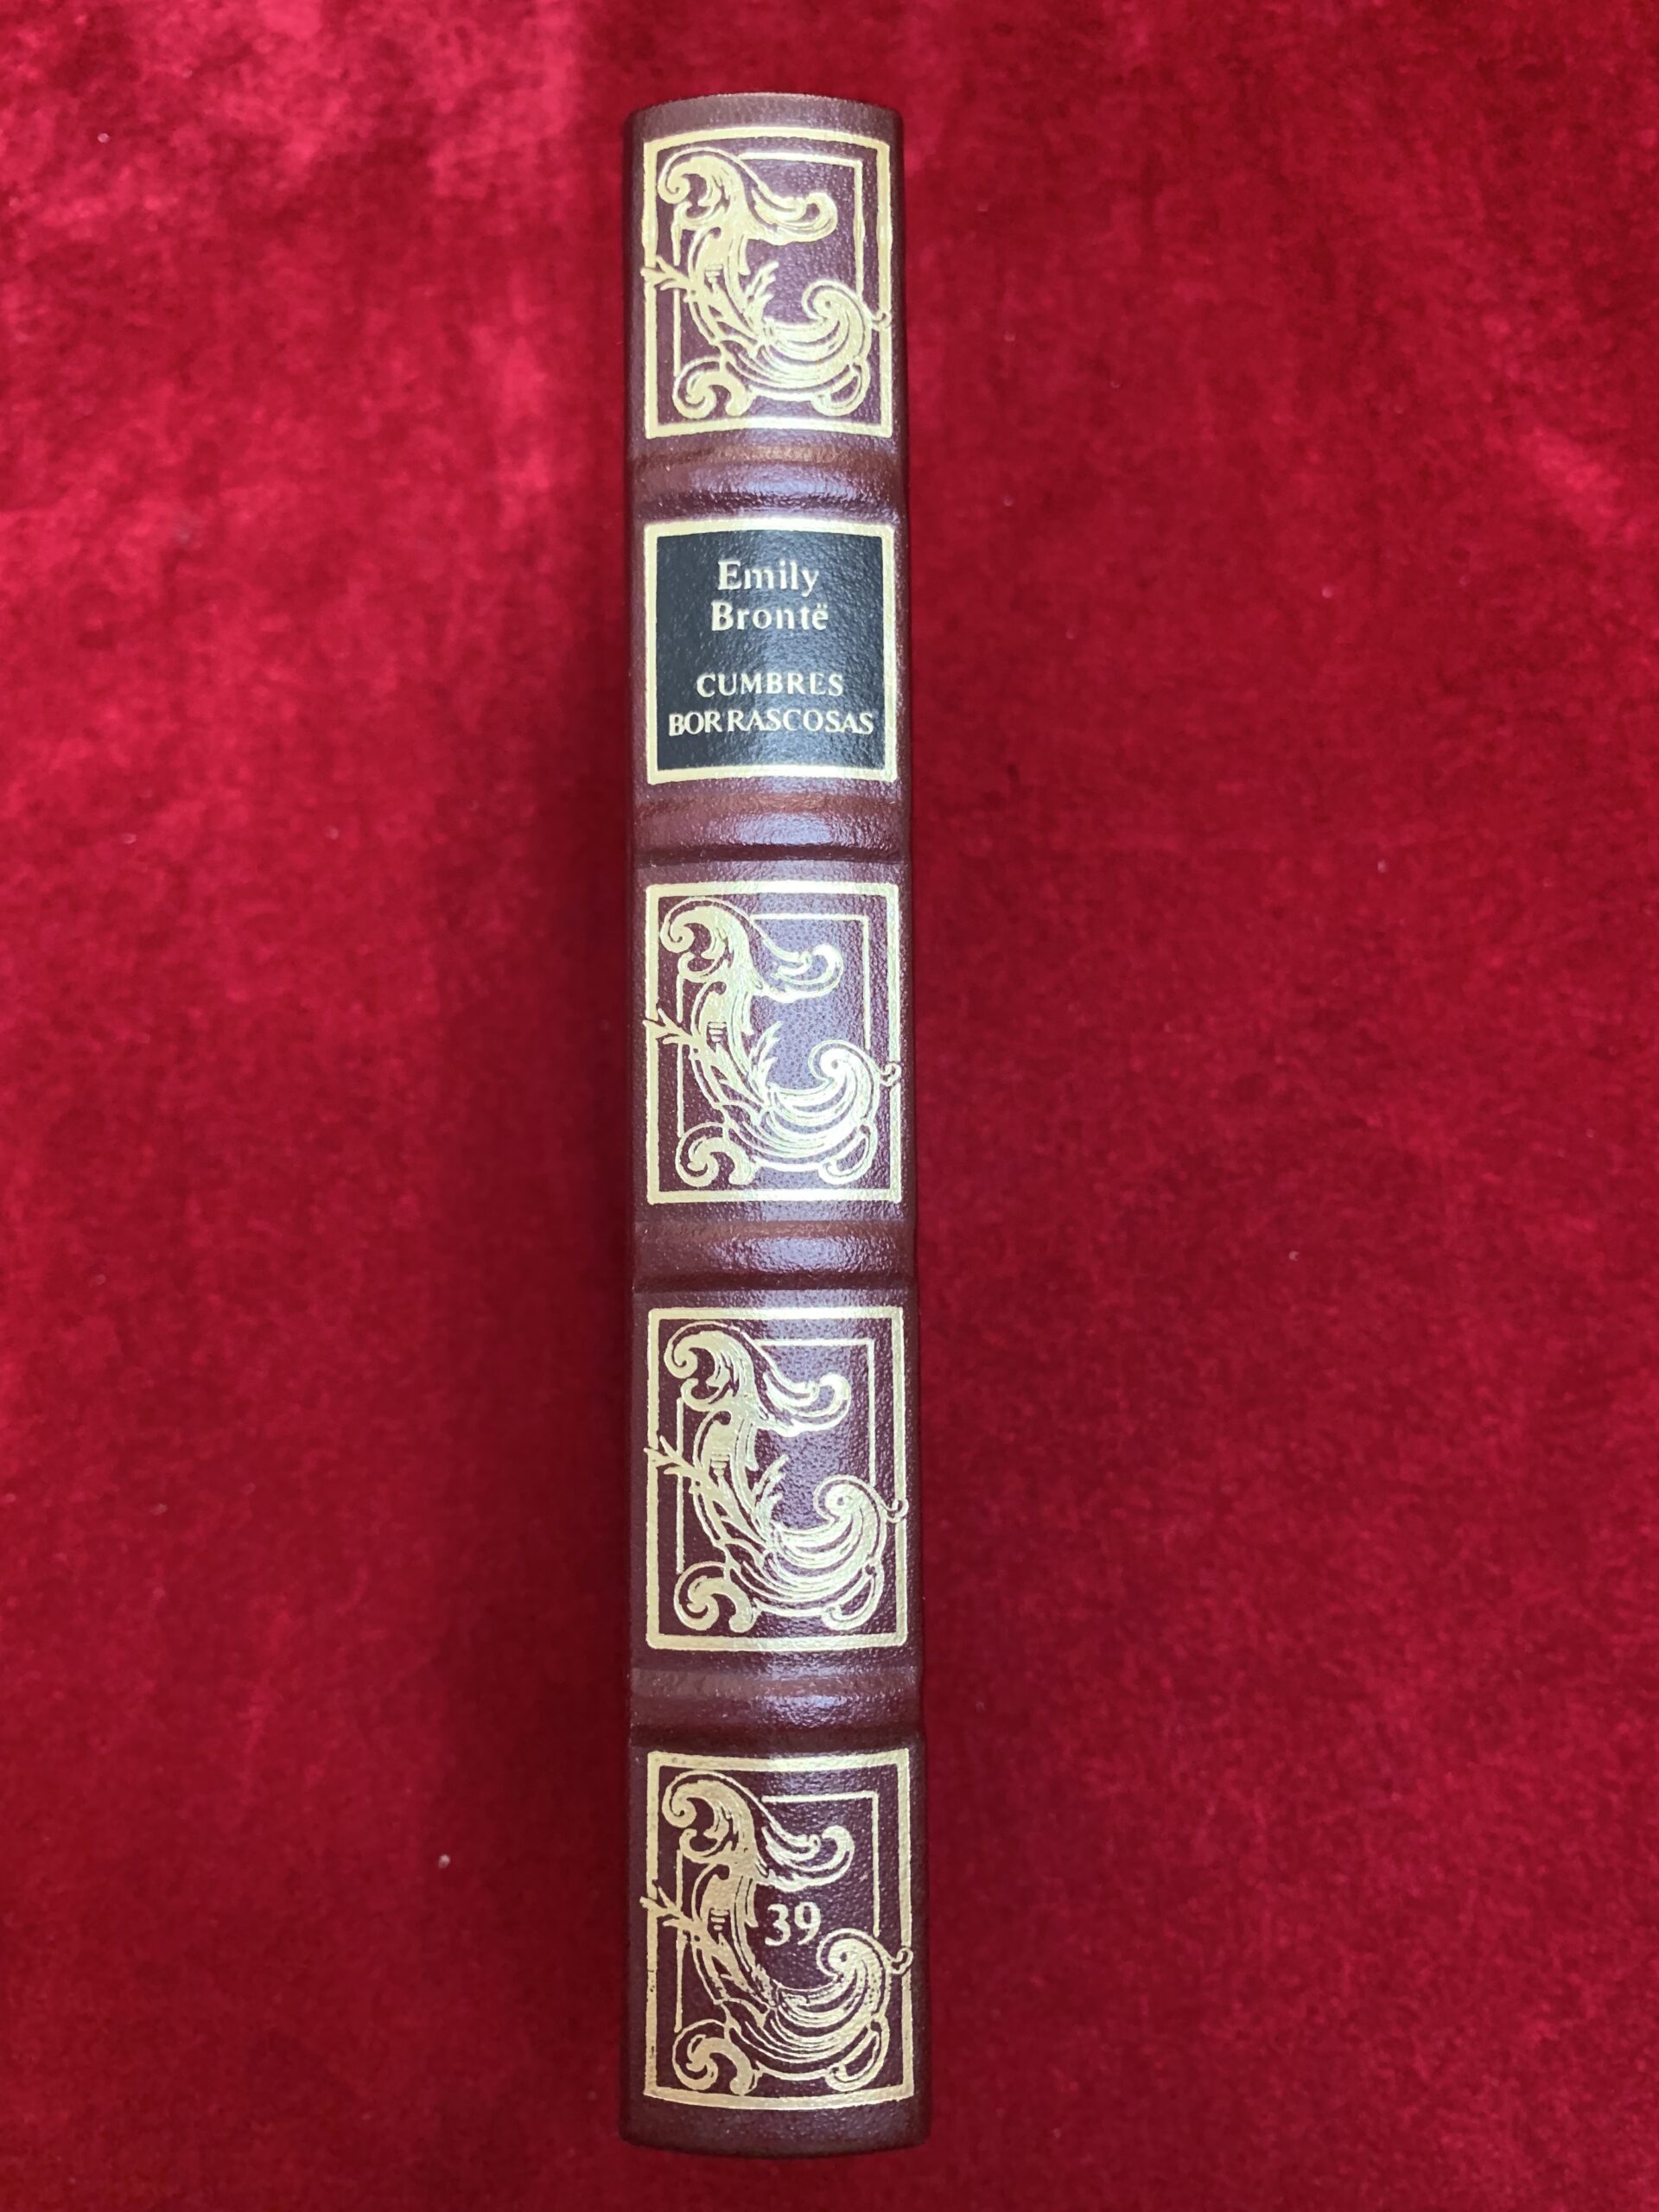 Emily
Brontë
CUMBRES
BORRASCOSAS
39